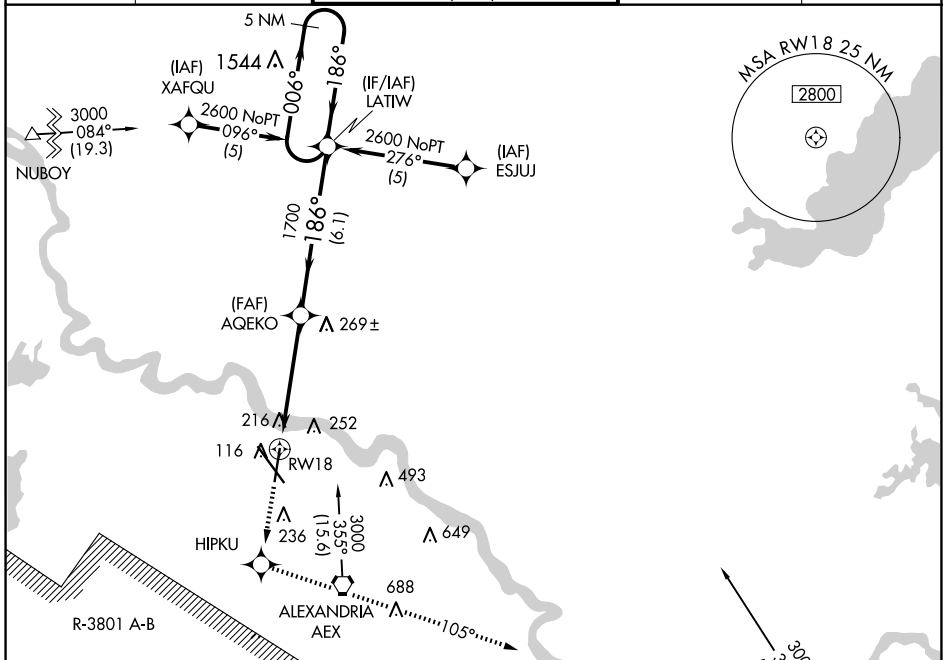 5 NM
1544
(IAF)
XAFQU
006°
186°
(IF/IAF)
LATIW
MSA RW18 25 NM
2800
3000
084°
(19.3)
NUBOY
2600 NoPT
096°
(5)
2600 NoPT
276°
(5)
(IAF)
ESJUJ
1700
186°
(6.1)
(FAF)
AQEKO
269±
216
252
116
RW18
493
236
3000
355°
(15.6)
649
HIPKU
688
ALEXANDRIA
AEX
105°
R-3801 A-B